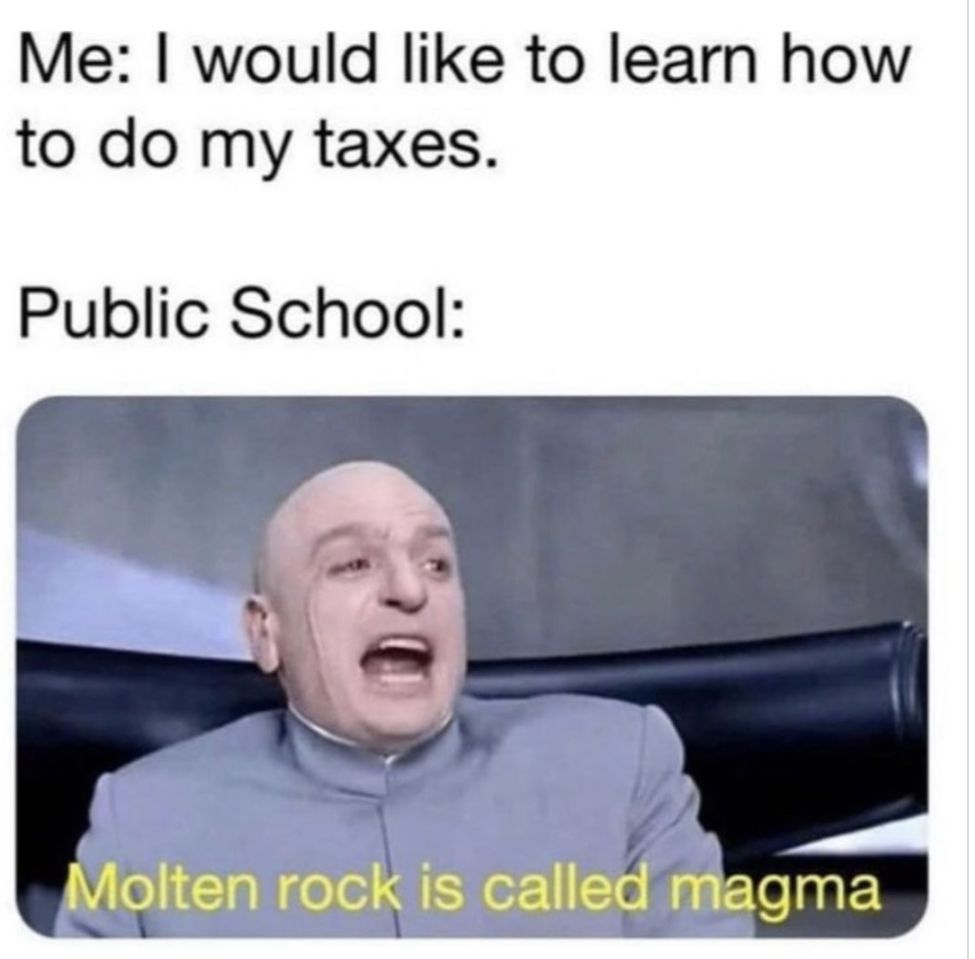 Me: I would like to learn how
to do my taxes.
Public School:
Molten rock is called magma